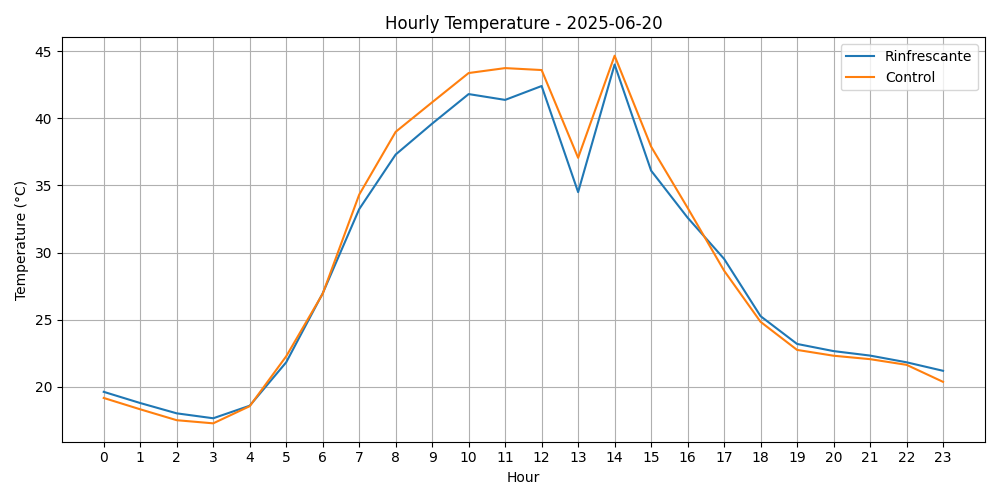 Hourly Temperature - 2025-06-20
Rinfrescante
Control
Temperature (°C)
45
40
35
30
25
20
0 1 2 3 4 5 6 7 8 9 10 11 12 13 14 15 16 17 18 19 20 21 22 23
Hour